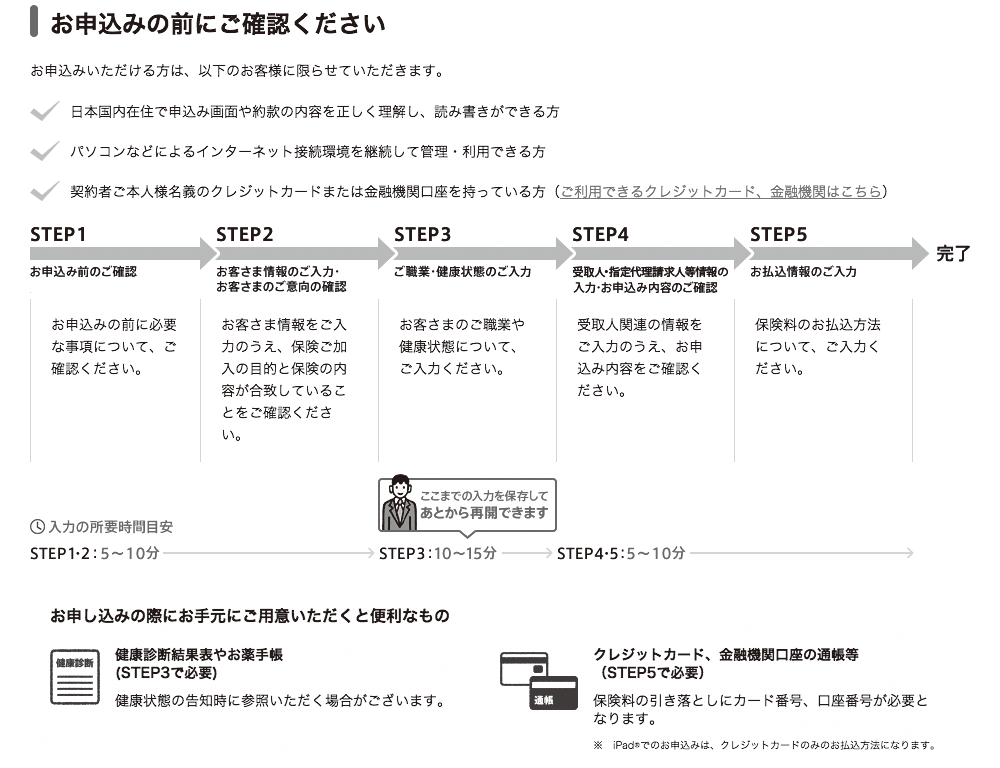 お申込みの前にご確認ください
お申込みいただける方は、以下のお客様に限らせていただきます。
日本国内在住で申込み画面や約款の内容を正しく理解し、読み書きができる方
パソコンなどによるインターネット接続環境を継続して管理・利用できる方
契約者ご本人様名義のクレジットカードまたは金融機関口座を持っている方（ご利用できるクレジットカード、金融機関はこちら）
STEP1
お申込み前のご確認
お申込みの前に必要
な事項について、ご
確認ください。
STEP2
お客さま情報のご入力・
お客さまのご意向の確認
お客さま情報をご入
力のうえ、保険ご加
入の目的と保険の内
容が合致しているこ
とをご確認くださ
い。
STEP3
ご職業・健康状態のご入力
お客さまのご職業や
健康状態について、
ご入力ください。
STEP4
受取人・指定代理請求人等情報の
入力・お申込み内容のご確認
受取人関連の情報を
ご入力のうえ、お申
込み内容をご確認く
ださい。
STEP5
お払込情報のご入力
保険料のお払込方法
について、ご入力く
ださい。
完了
ここまでの入力を保存して
あとから再開できます
入力の所要時間目安
STEP1・2：5〜10分
STEP3：10〜15分
STEP4・5：5〜10分
お申し込みの際にお手元にご用意いただくと便利なもの
健康診断
健康診断結果表やお薬手帳
(STEP3で必要)
健康状態の告知時に参照いただく場合がございます。
通帳
クレジットカード、金融機関口座の通帳等
（STEP5で必要）
保険料の引き落としにカード番号、口座番号が必要と
なります。
※　iPad®でのお申込みは、クレジットカードのみのお払込方法になります。